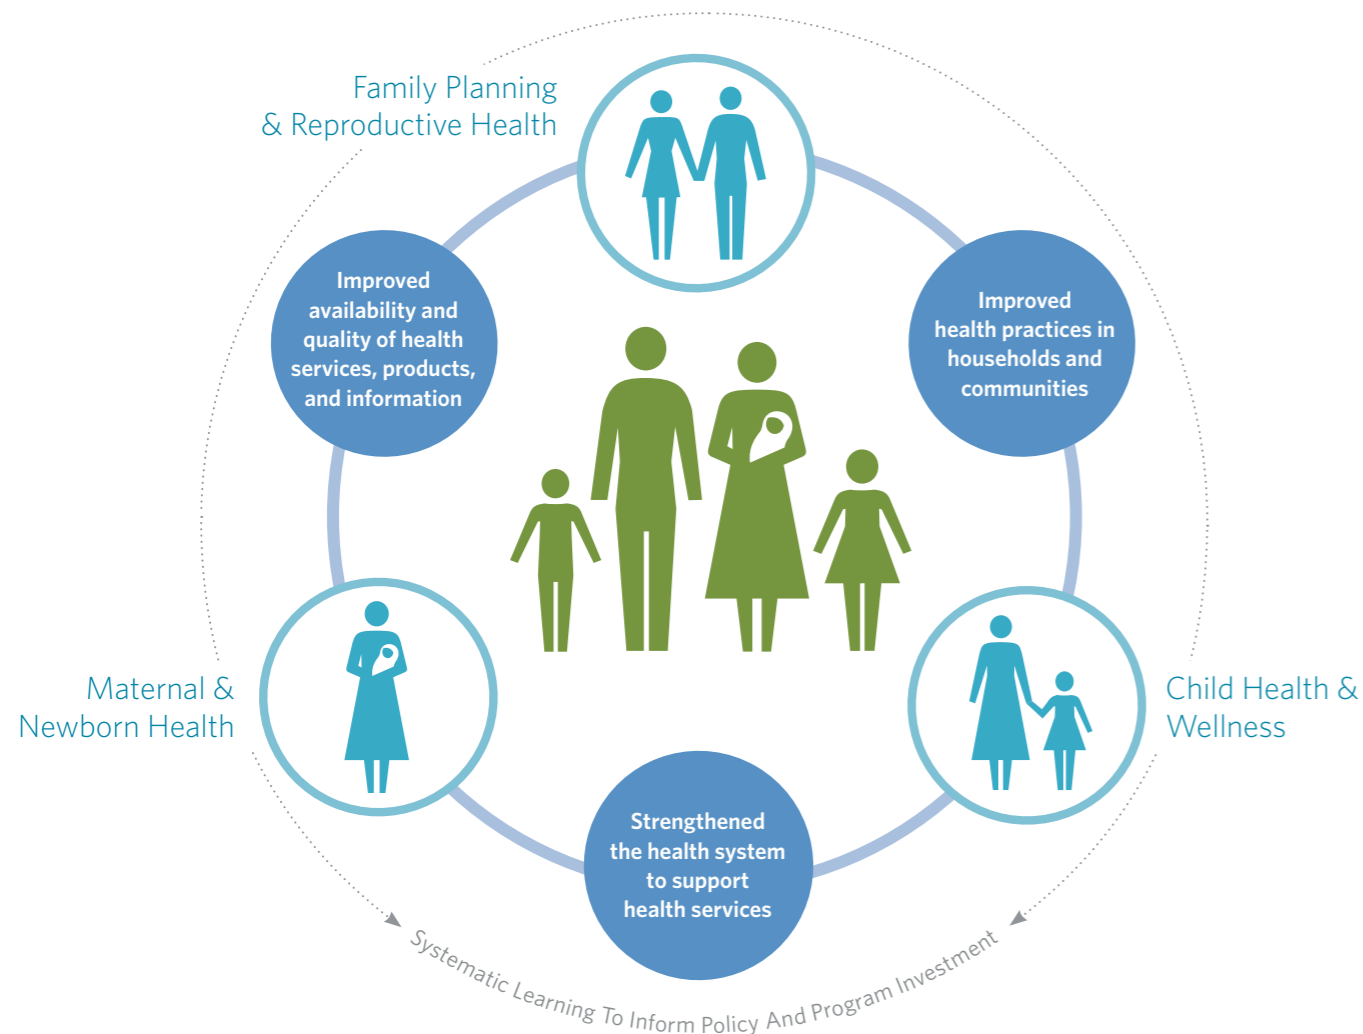 Family Planning
& Reproductive Health
Improved
availability and
quality of health
services, products,
and information
Improved
health practices in
households and
communities
Maternal &
Newborn Health
Child Health &
Wellness
Strengthened
the health system
to support
health services
Systematic Learning To Inform Policy And Program Investment